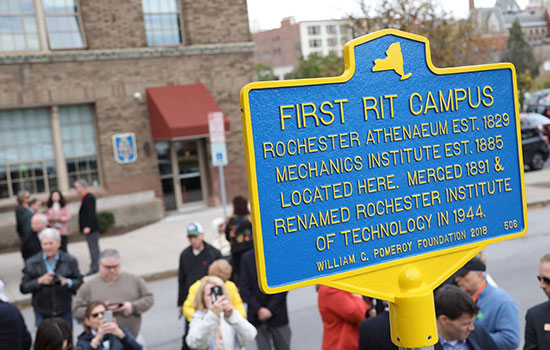 FIRST RIT CAMPUS
ROCHESTER ATHENAEUM EST. 1829
MECHANICS INSTITUTE EST. 1885
LOCATED HERE. MERGED 1891 &
RENAMED ROCHESTER INSTITUTE
OF TECHNOLOGY IN 1944.
WILLIAM G. POMEROY FOUNDATION 2018 506